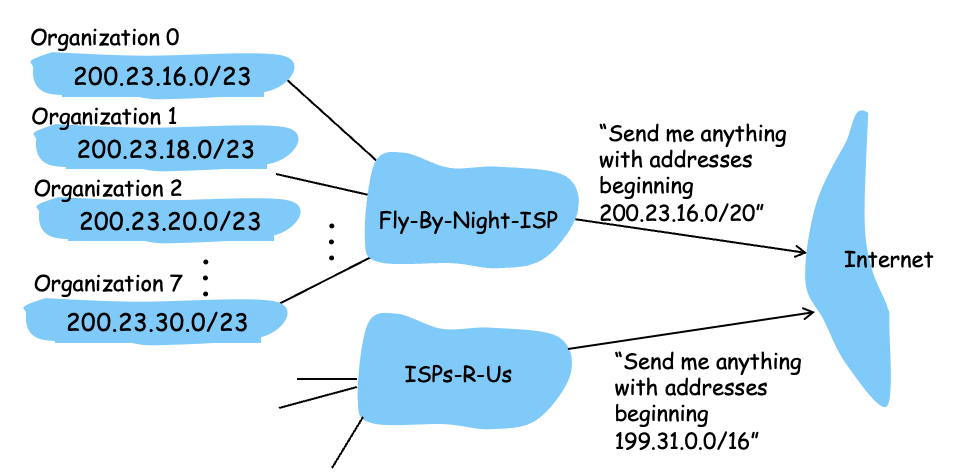 Organization 0
200.23.16.0/23
Organization 1
200.23.18.0/23
Organization 2
200.23.20.0/23
Organization 7
200.23.30.0/23
Fly-By-Night-ISP
“Send me anything
with addresses
beginning
200.23.16.0/20”
Internet
ISPs-R-Us
“Send me anything
with addresses
beginning
199.31.0.0/16”